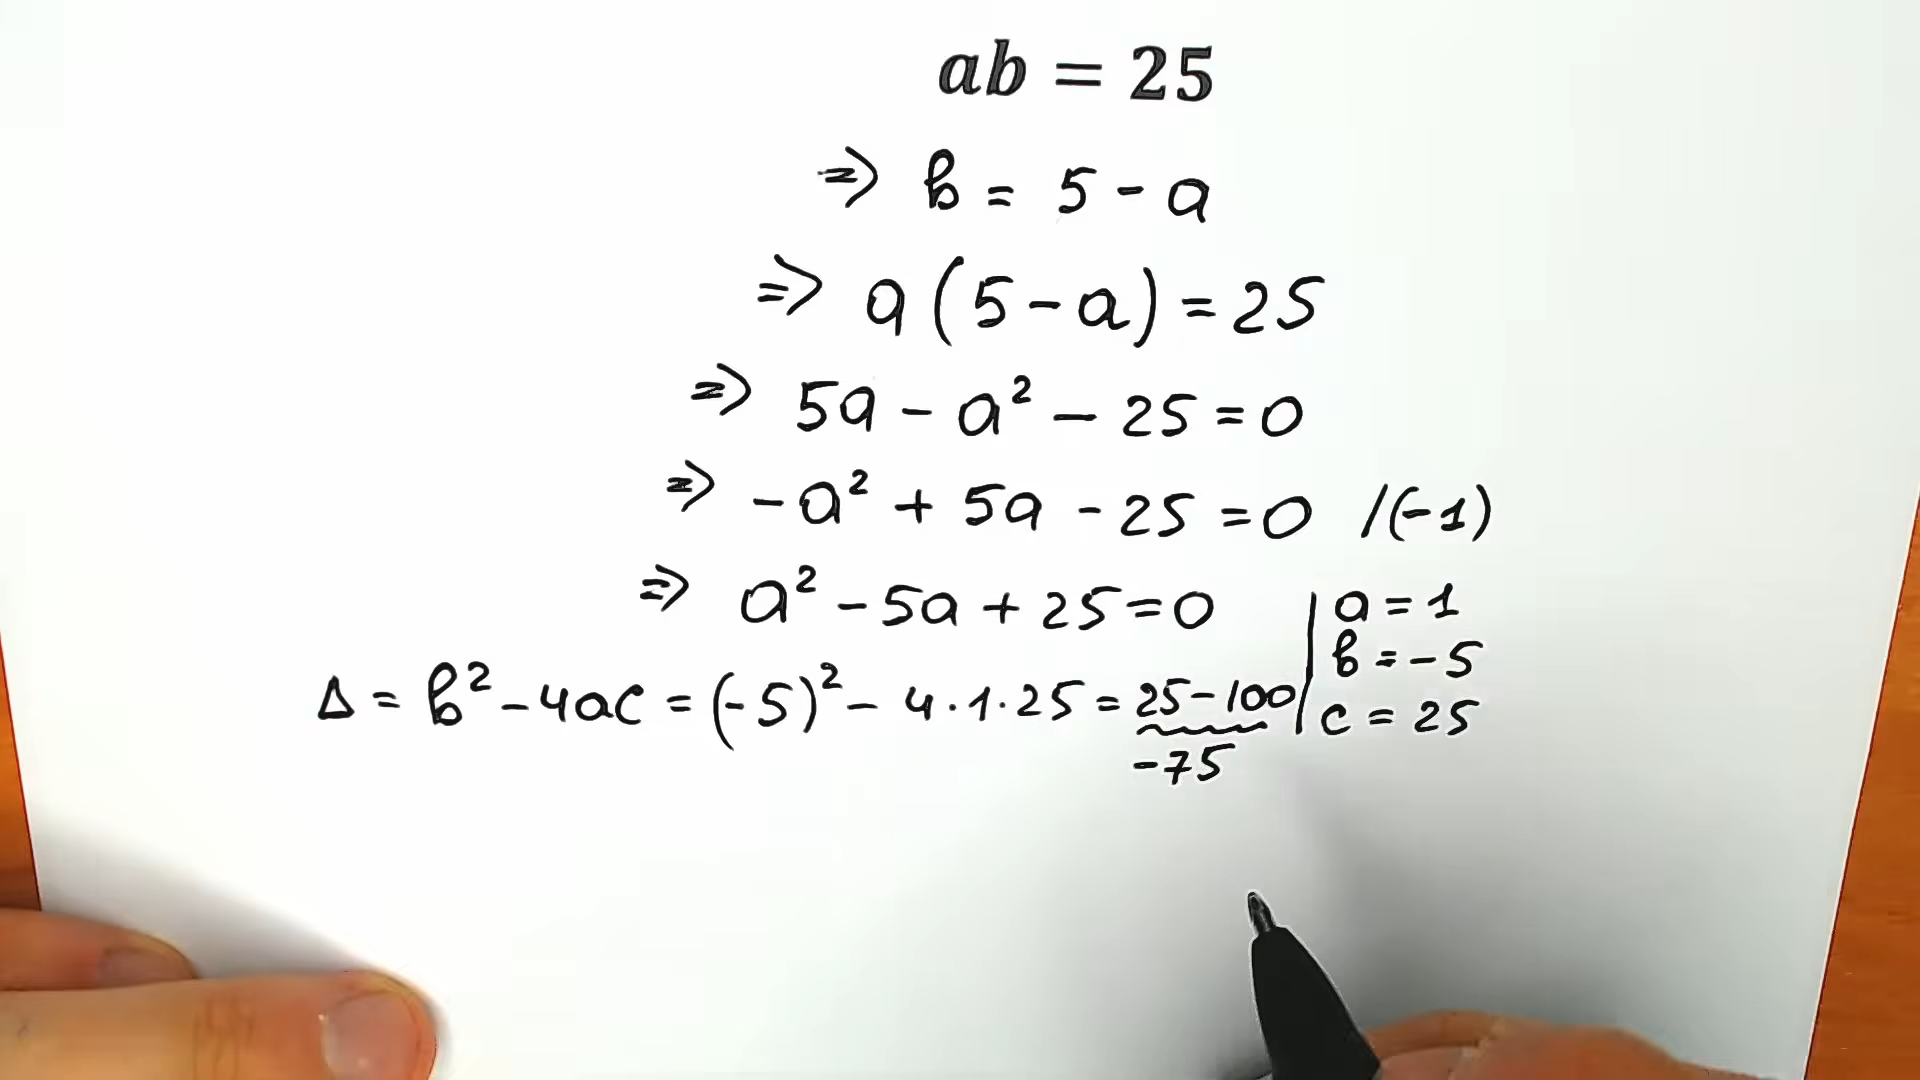 ab = 25
=> b = 5 - a
=> a(5 - a) = 25
=> 5a - a² - 25 = 0
=> -a² + 5a - 25 = 0 /(-1)
=> a² - 5a + 25 = 0 | a = 1
b = -5
Δ = b² - 4ac = (-5)² - 4·1·25 = 25 - 100 | c = 25
-75